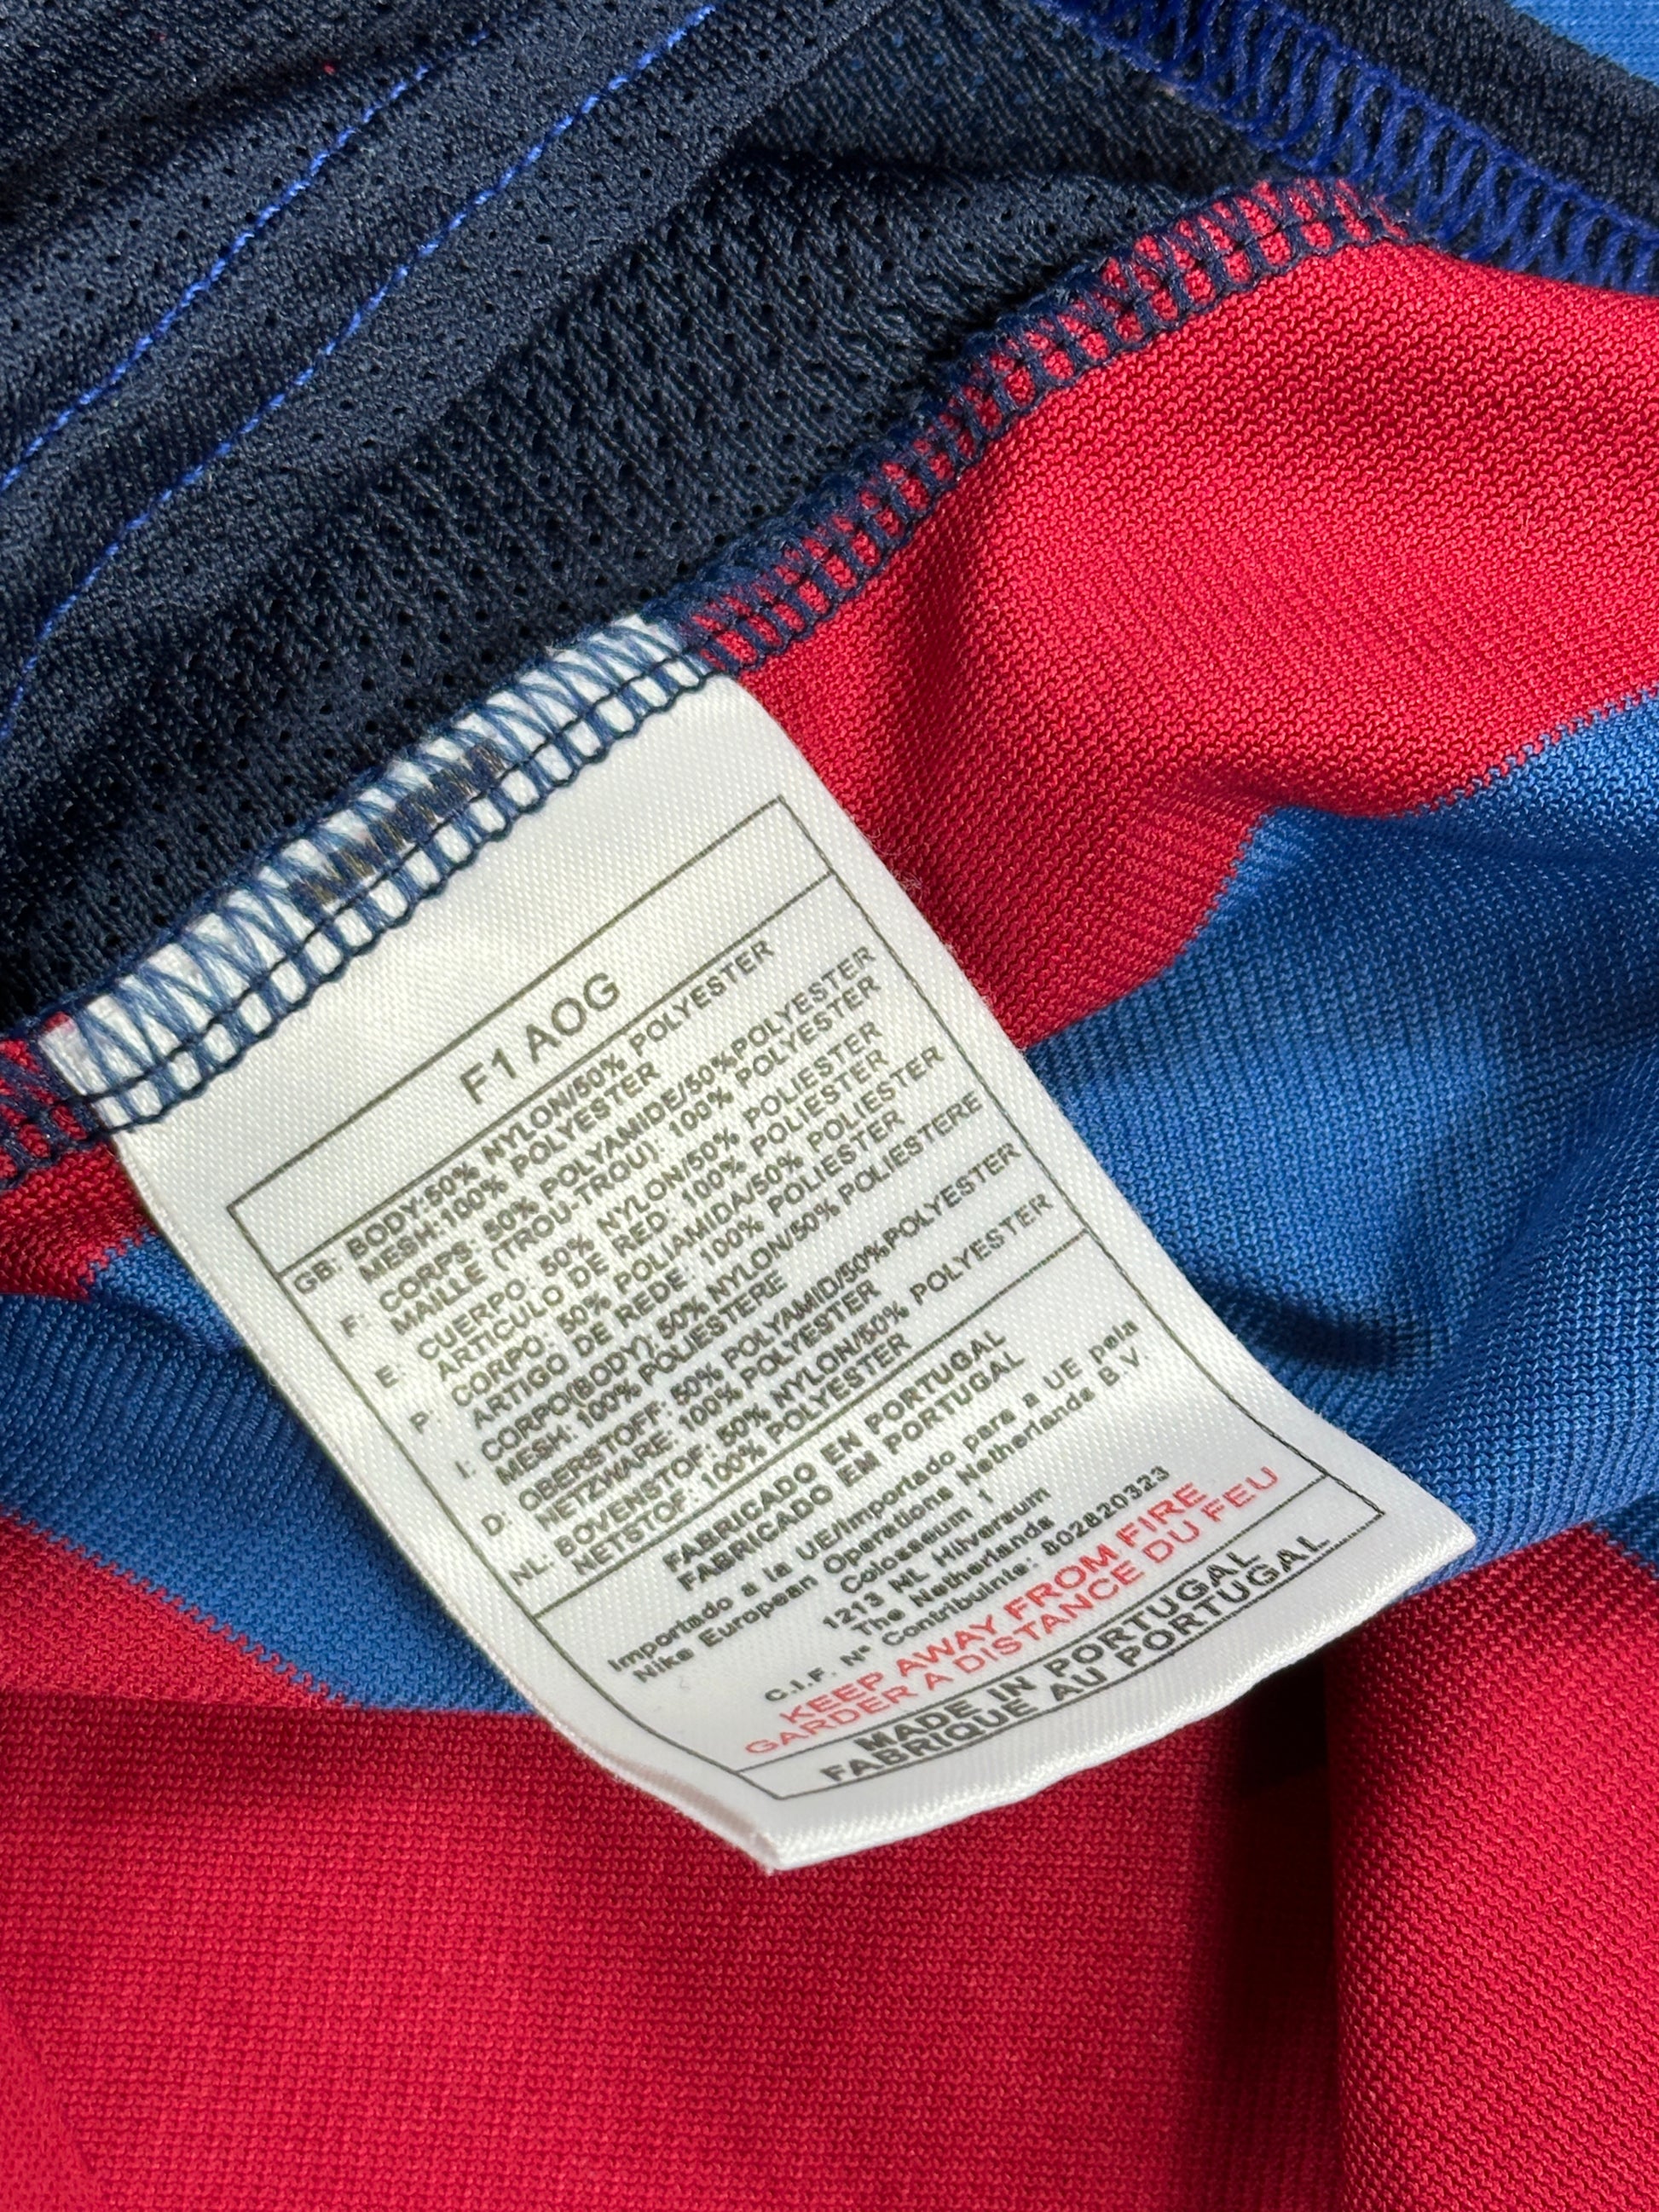 F1 AOG
GB: BODY:50% NYLON/50% POLYESTER
MESH:100% POLYESTER
F: CORPS: 50% POLYAMIDE/50%POLYESTER
MAILLE (TROU-TROU): 100% POLYESTER
E: CUERPO: 50% NYLON/50% POLIESTER
ARTICULO DE RED: 100% POLIESTER
P: CORPO: 50% POLIAMIDA/50% POLIESTER
ARTIGO DE REDE: 100% POLIESTER
I: CORPO(BODY): 50% NYLON/50% POLIESTERE
MESH: 100% POLIESTERE
D: OBERSTOFF: 50% POLYAMID/50%POLYESTER
NETZWARE: 100% POLYESTER
NL: BOVENSTOF: 50% NYLON/50% POLYESTER
NETSTOF: 100% POLYESTER
FABRICADO EN PORTUGAL
FABRICADO EM PORTUGAL
Importado a la UE/Importado para a UE pela
Nike European Operations Netherlands B.V.
Colosseum 1
1213 NL Hilversum
The Netherlands
C.I.F. Nº Contribuinte: 8028820323
KEEP AWAY FROM FIRE
GARDER A DISTANCE DU FEU
MADE IN PORTUGAL
FABRIQUE AU PORTUGAL